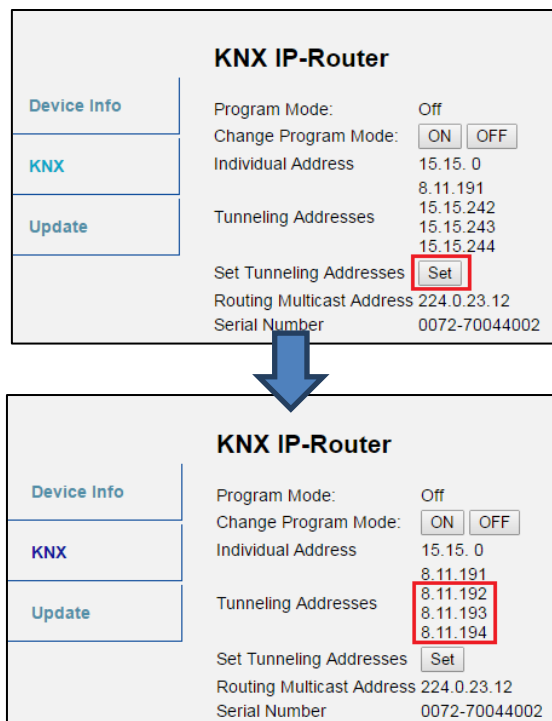 KNX IP-Router
Device Info
KNX
Update
Program Mode: Off
Change Program Mode: ON OFF
Individual Address 15.15. 0
8.11.191
Tunneling Addresses 15.15.242
15.15.243
15.15.244
Set Tunneling Addresses Set
Routing Multicast Address 224.0.23.12
Serial Number 0072-70044002
KNX IP-Router
Device Info
KNX
Update
Program Mode: Off
Change Program Mode: ON OFF
Individual Address 15.15. 0
8.11.191
Tunneling Addresses 8.11.192
8.11.193
8.11.194
Set Tunneling Addresses Set
Routing Multicast Address 224.0.23.12
Serial Number 0072-70044002